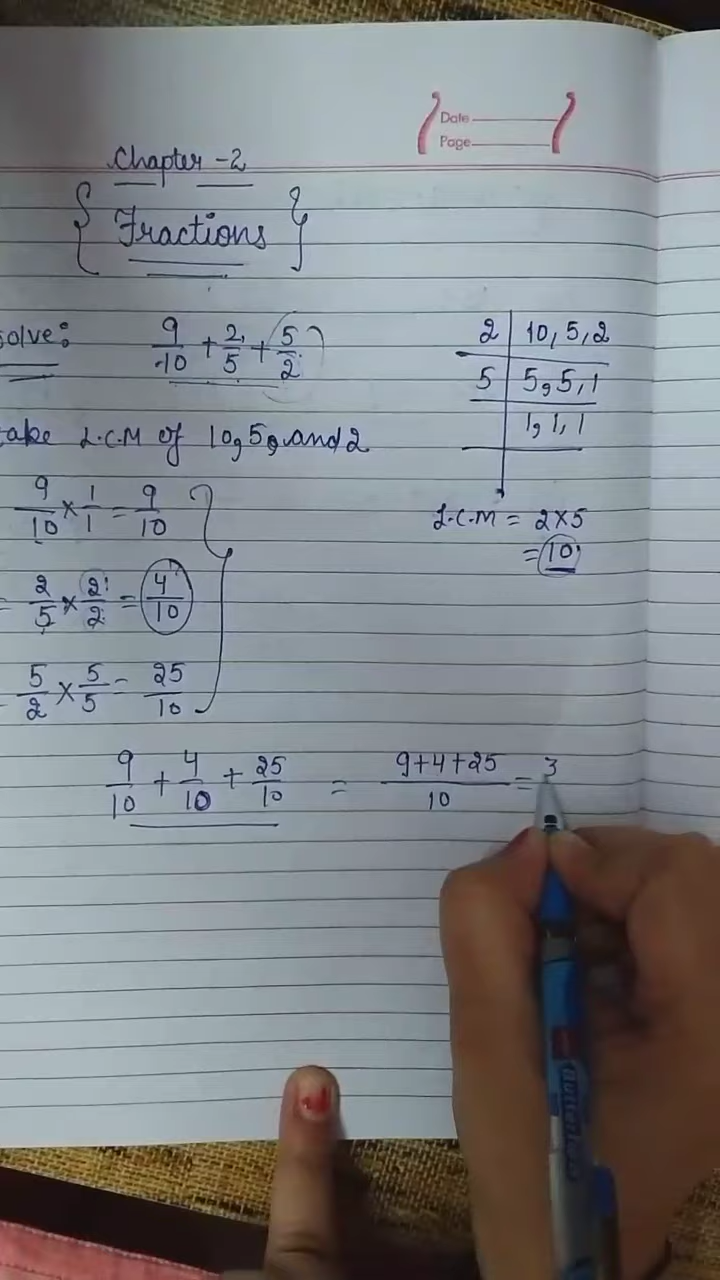 Date
Page
Chapter - 2
Fractions
solve: 9/10 + 2/5 + 5/2
take L.C.M of 10, 5, and 2
9/10 × 1/1 = 9/10
= 2/5 × 2/2 = 4/10
= 5/2 × 5/5 = 25/10
2 | 10, 5, 2
5 | 5, 5, 1
1, 1, 1
L.C.M = 2×5
= 10
9/10 + 4/10 + 25/10 = 9+4+25/10 = 3